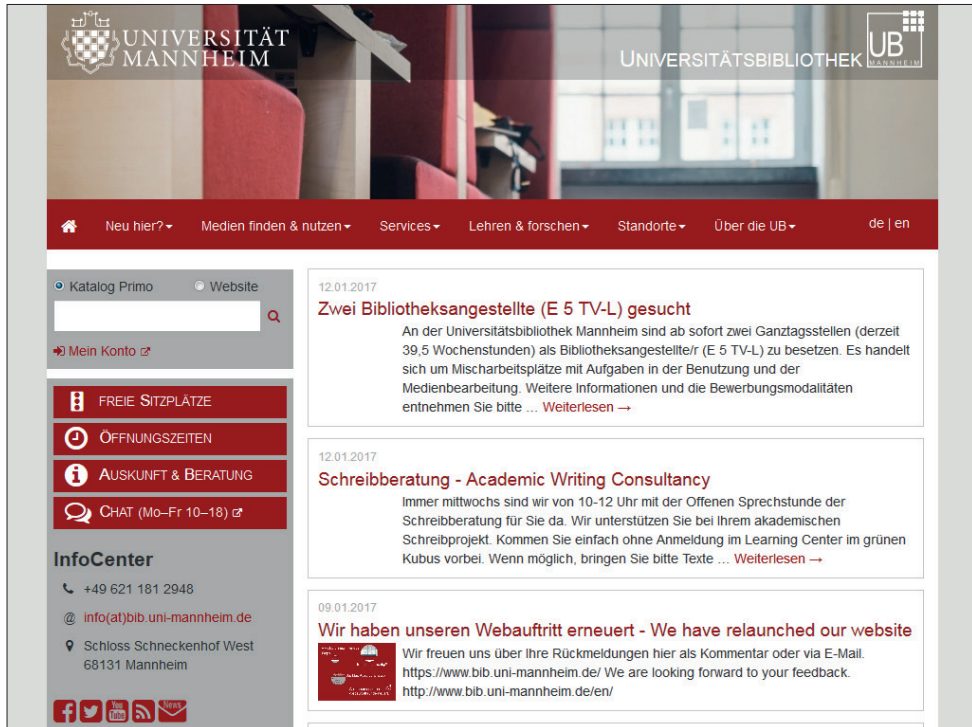 UNIVERSITÄT
MANNHEIM
UNIVERSITÄTSBIBLIOTHEK
UB
MANNHEIM
Neu hier?
Medien finden & nutzen
Services
Lehren & forschen
Standorte
Über die UB
de | en
Katalog Primo
Website
Mein Konto
FREIE SITZPLÄTZE
ÖFFNUNGSZEITEN
AUSKUNFT & BERATUNG
CHAT (MO–FR 10–18)
InfoCenter
+49 621 181 2948
@ info(at)bib.uni-mannheim.de
Schloss Schneckenhof West
68131 Mannheim
You
Tube
News
12.01.2017
Zwei Bibliotheksangestellte (E 5 TV-L) gesucht
An der Universitätsbibliothek Mannheim sind ab sofort zwei Ganztagsstellen (derzeit
39,5 Wochenstunden) als Bibliotheksangestellte/r (E 5 TV-L) zu besetzen. Es handelt
sich um Mischarbeitsplätze mit Aufgaben in der Benutzung und der
Medienbearbeitung. Weitere Informationen und die Bewerbungsmodalitäten
entnehmen Sie bitte … Weiterlesen →
12.01.2017
Schreibberatung - Academic Writing Consultancy
Immer mittwochs sind wir von 10-12 Uhr mit der Offenen Sprechstunde der
Schreibberatung für Sie da. Wir unterstützen Sie bei Ihrem akademischen
Schreibprojekt. Kommen Sie einfach ohne Anmeldung im Learning Center im grünen
Kubus vorbei. Wenn möglich, bringen Sie bitte Texte … Weiterlesen →
09.01.2017
Wir haben unseren Webauftritt erneuert - We have relaunched our website
Wir freuen uns über Ihre Rückmeldungen hier als Kommentar oder via E-Mail.
https://www.bib.uni-mannheim.de/ We are looking forward to your feedback.
http://www.bib.uni-mannheim.de/en/